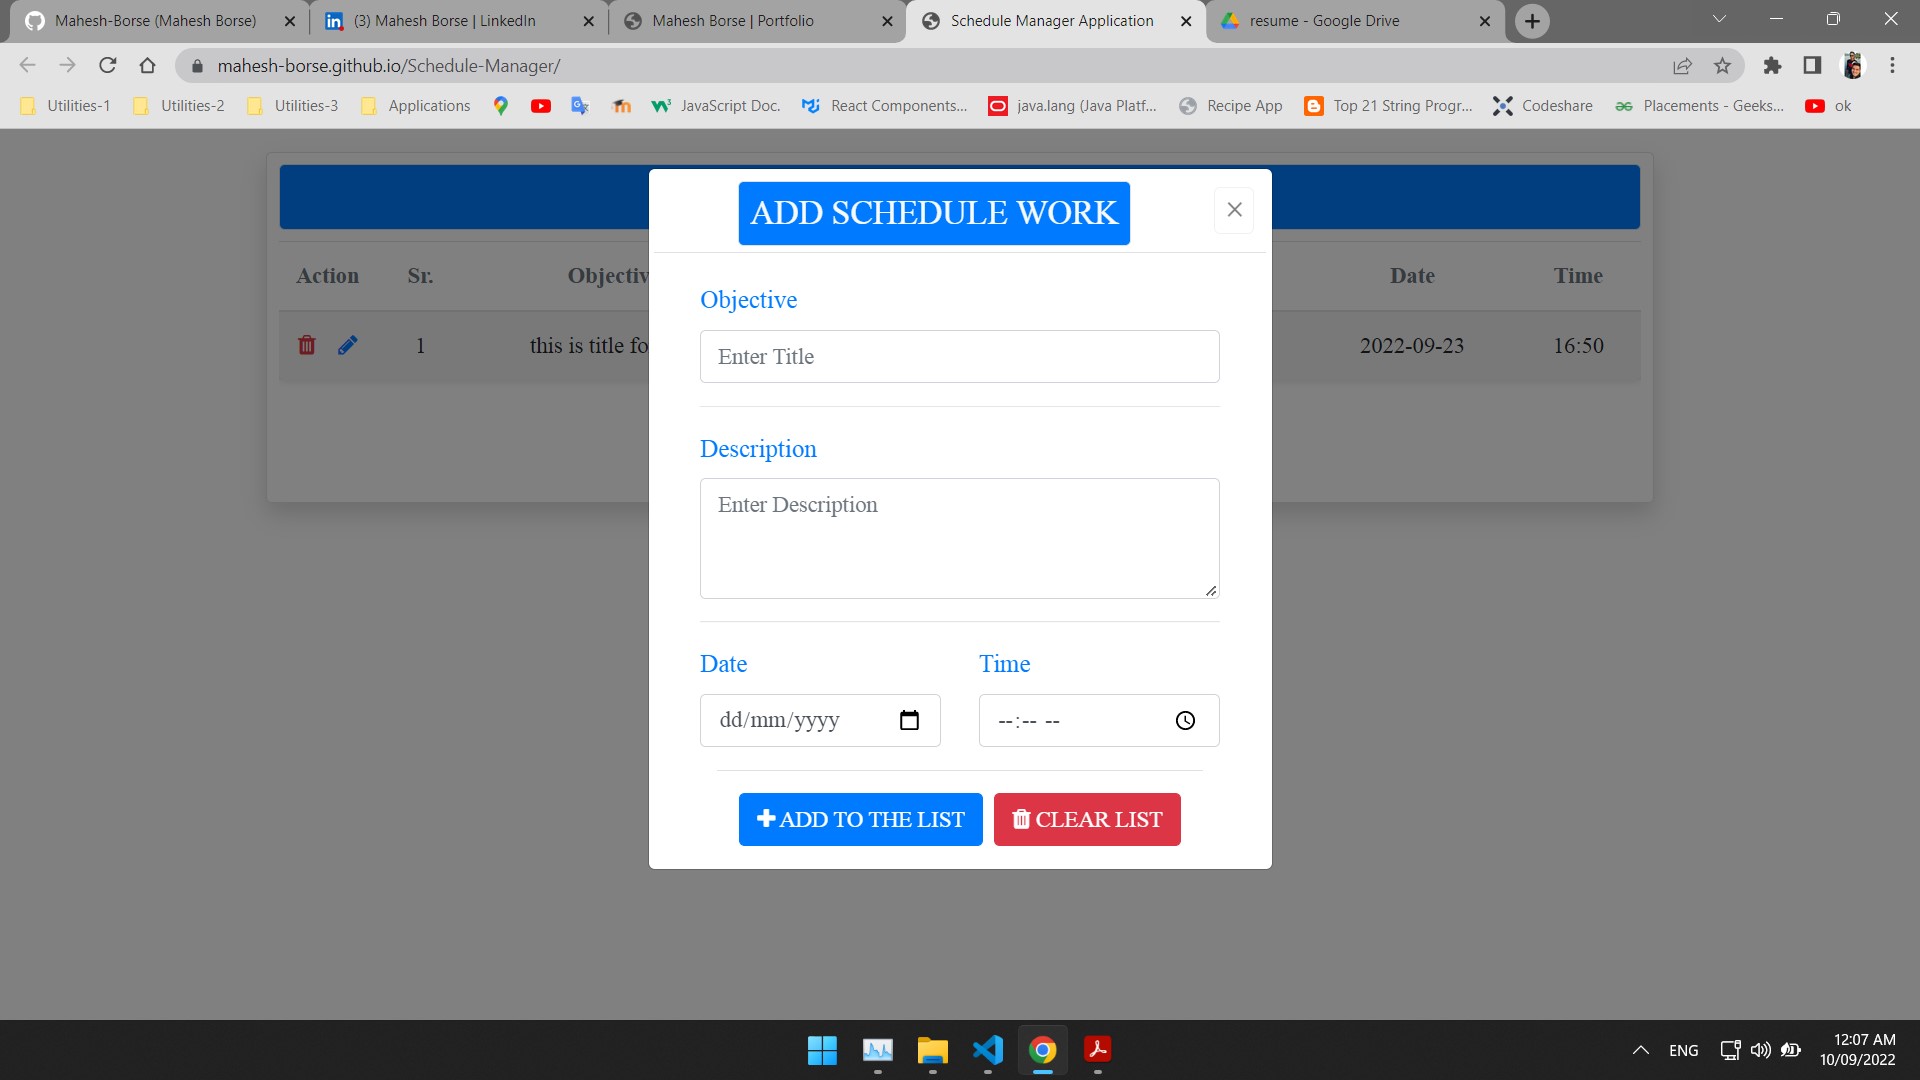 Mahesh-Borse (Mahesh Borse)
(3) Mahesh Borse | LinkedIn
Mahesh Borse | Portfolio
Schedule Manager Application
resume - Google Drive
mahesh-borse.github.io/Schedule-Manager/
Utilities-1
Utilities-2
Utilities-3
Applications
JavaScript Doc.
React Components...
java.lang (Java Platf...
Recipe App
Top 21 String Progr...
Codeshare
Placements - Geeks...
ok
ADD SCHEDULE WORK
Action Sr. Objectiv Date Time
1 this is title fo 2022-09-23 16:50
Objective
Enter Title
Description
Enter Description
Date Time
dd/mm/yyyy --:-- --
ADD TO THE LIST CLEAR LIST
ENG
12:07 AM
10/09/2022